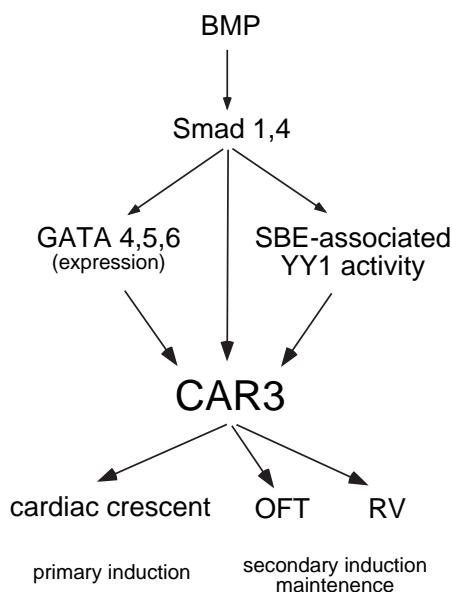 BMP
Smad 1,4
GATA 4,5,6
(expression)
SBE-associated
YY1 activity
CAR3
cardiac crescent
OFT
RV
primary induction
secondary induction
maintenence